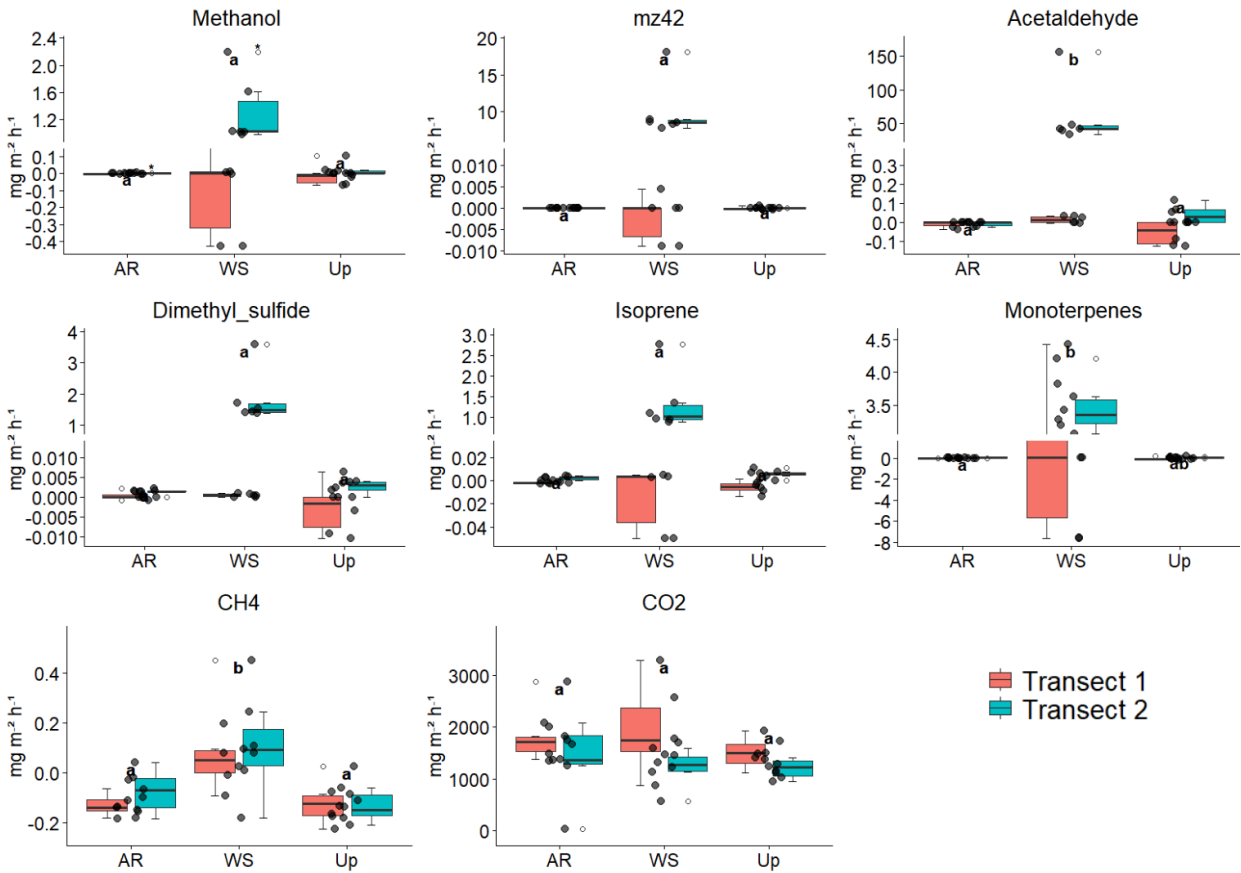 Methanol
mz42
Acetaldehyde
mg m⁻² h⁻¹
2.4
2.0
1.6
1.2
0.1
0.0
-0.1
-0.2
-0.3
-0.4
a
a
a
*
*
AR
WS
Up
mg m⁻² h⁻¹
20
15
10
0.010
0.005
0.000
-0.005
-0.010
a
a
a
AR
WS
Up
mg m⁻² h⁻¹
150
100
50
0.3
0.2
0.1
0.0
-0.1
a
b
a
AR
WS
Up
Dimethyl_sulfide
Isoprene
Monoterpenes
mg m⁻² h⁻¹
4
3
2
1
0.010
0.005
0.000
-0.005
-0.010
a
a
AR
WS
Up
mg m⁻² h⁻¹
3.0
2.5
2.0
1.5
1.0
0.02
0.00
-0.02
-0.04
a
a
a
AR
WS
Up
mg m⁻² h⁻¹
4.5
4.0
3.5
0
-2
-4
-6
-8
a
b
ab
AR
WS
Up
CH4
CO2
mg m⁻² h⁻¹
0.4
0.2
0.0
-0.2
a
b
a
AR
WS
Up
mg m⁻² h⁻¹
3000
2000
1000
0
a
a
a
AR
WS
Up
Transect 1
Transect 2